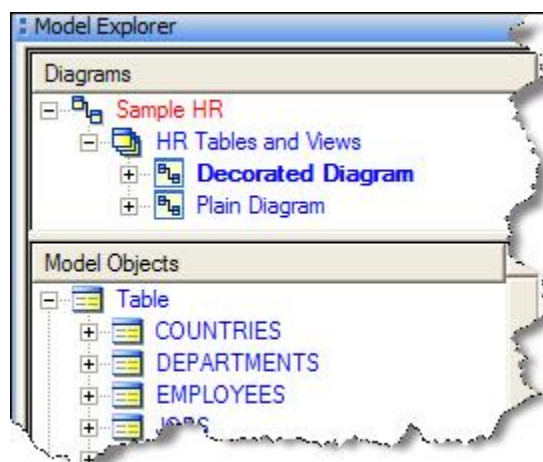 Model Explorer
Diagrams
Sample HR
HR Tables and Views
Decorated Diagram
Plain Diagram
Model Objects
Table
COUNTRIES
DEPARTMENTS
EMPLOYEES
JOBS